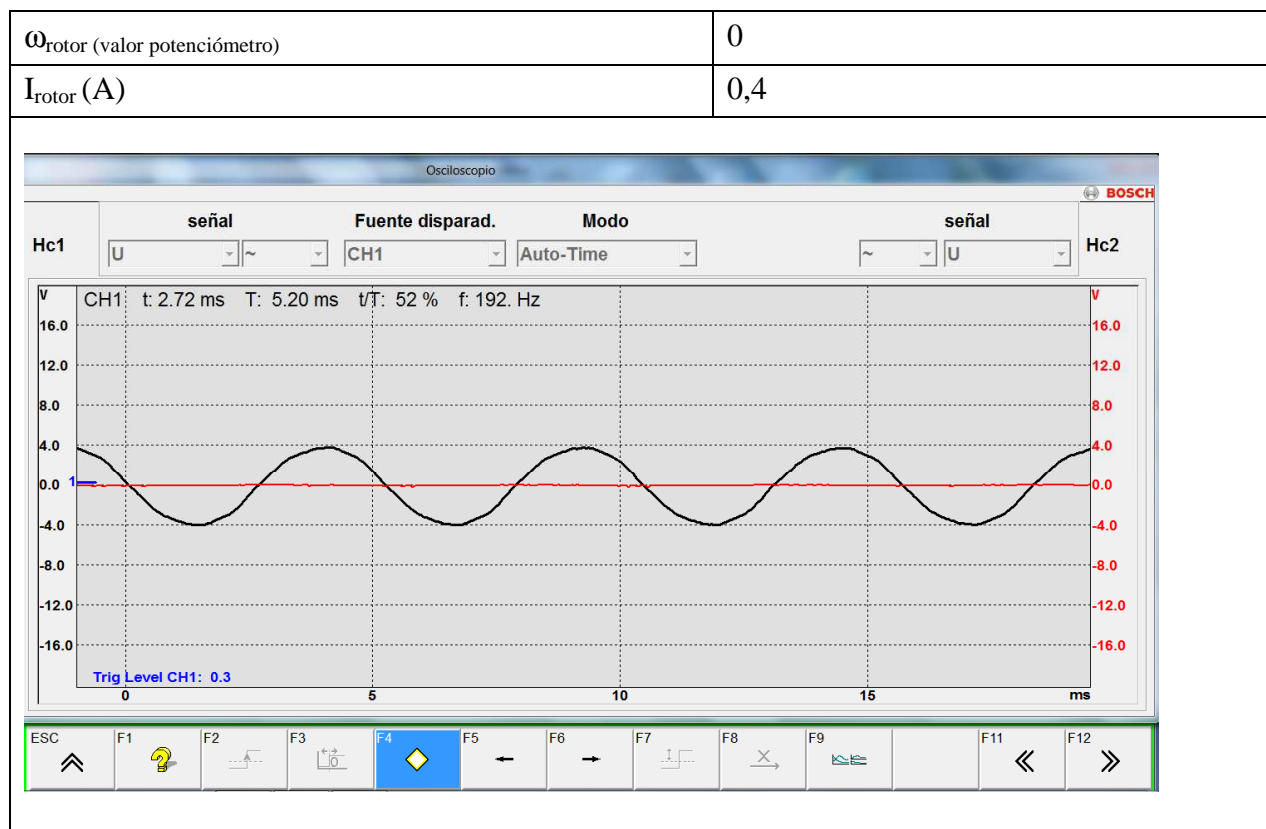 ωrotor (valor potenciómetro) 0
Irotor (A) 0,4
Osciloscopio
BOSCH
señal Fuente disparad. Modo señal
Hc1 U ~ CH1 Auto-Time ~ U Hc2
V CH1: t: 2.72 ms T: 5.20 ms t/T: 52 % f: 192. Hz V
16.0 16.0
12.0 12.0
8.0 8.0
4.0 4.0
0.0 1 0.0
-4.0 -4.0
-8.0 -8.0
-12.0 -12.0
-16.0 -16.0
Trig Level CH1: 0.3
0 5 10 15 ms
ESC F1 F2 F3 F4 F5 F6 F7 F8 F9 F11 F12